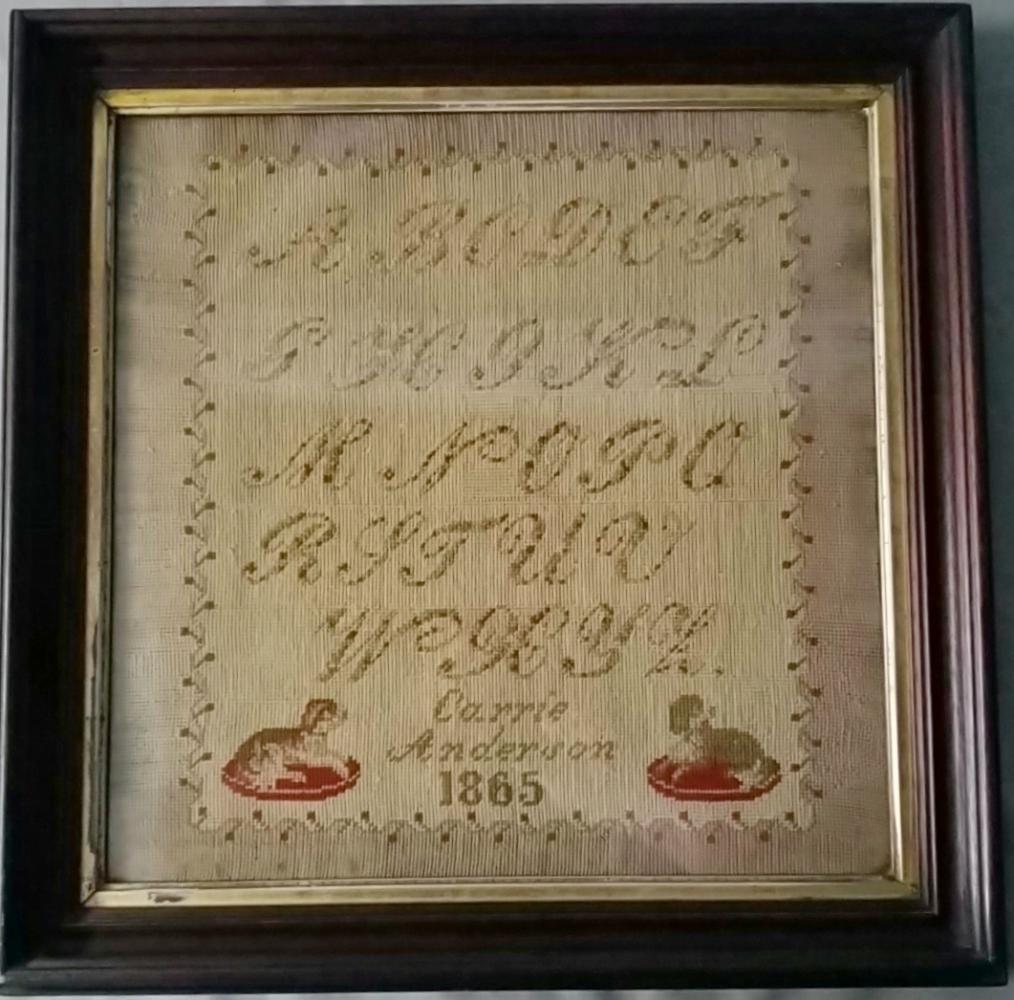 A B C D E F
G H I K L
M N O P Q
R S T U V
W X Y Z.
Carrie
Anderson
1865